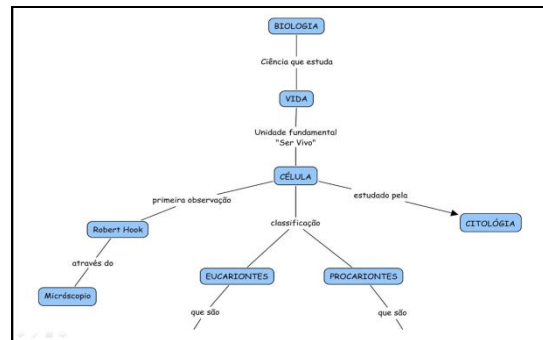 BIOLOGIA
Ciência que estuda
VIDA
Unidade fundamental
"Ser Vivo"
CÉLULA
primeira observação
estudado pela
Robert Hook
classificação
CITOLÓGIA
através do
Micróscopio
EUCARIONTES
PROCARIONTES
que são
que são